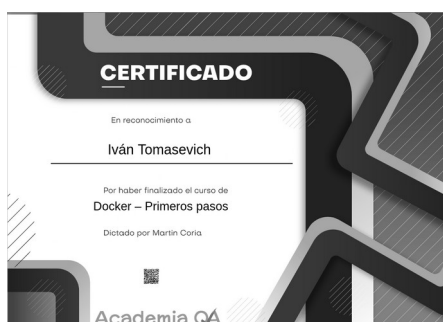 CERTIFICADO
En reconocimiento a
Iván Tomasevich
Por haber finalizado el curso de
Docker – Primeros pasos
Dictado por Martin Coria
Academia QA